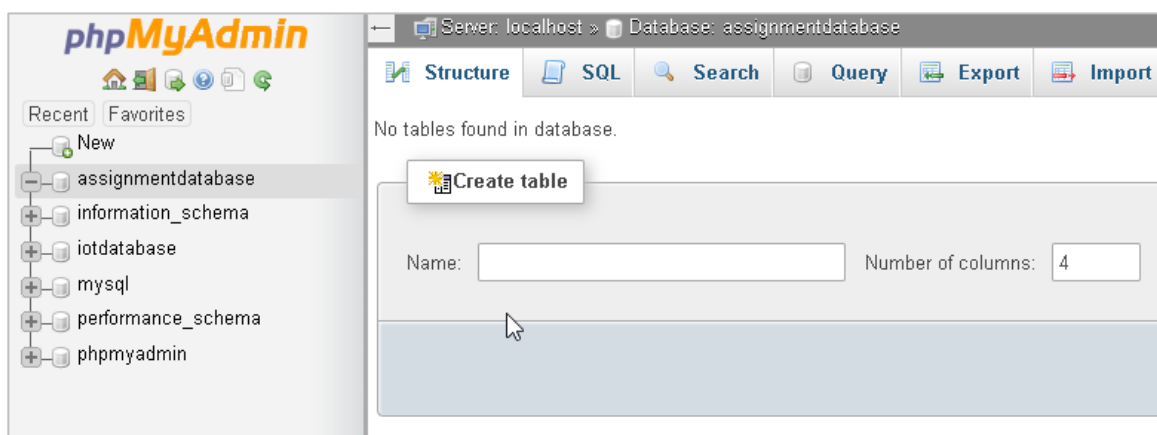 phpMyAdmin
Recent Favorites
New
assignmentdatabase
information_schema
iotdatabase
mysql
performance_schema
phpmyadmin
Server: localhost » Database: assignmentdatabase
Structure SQL Search Query Export Import
No tables found in database.
Create table
Name: Number of columns: 4